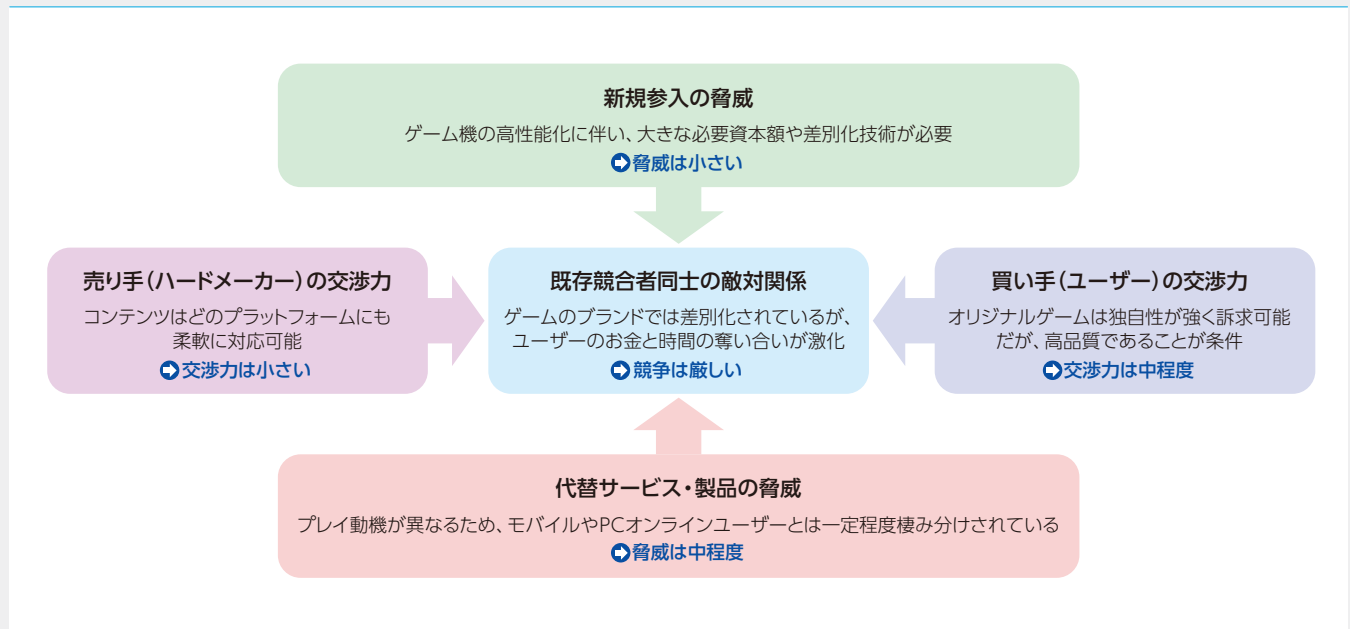 新規参入の脅威
ゲーム機の高性能化に伴い、大きな必要資本額や差別化技術が必要
脅威は小さい
売り手(ハードメーカー)の交渉力
コンテンツはどのプラットフォームにも
柔軟に対応可能
交渉力は小さい
既存競合者同士の敵対関係
ゲームのブランドでは差別化されているが、
ユーザーのお金と時間の奪い合いが激化
競争は厳しい
買い手(ユーザー)の交渉力
オリジナルゲームは独自性が強く訴求可能
だが、高品質であることが条件
交渉力は中程度
代替サービス・製品の脅威
プレイ動機が異なるため、モバイルやPCオンラインユーザーとは一定程度棲み分けされている
脅威は中程度